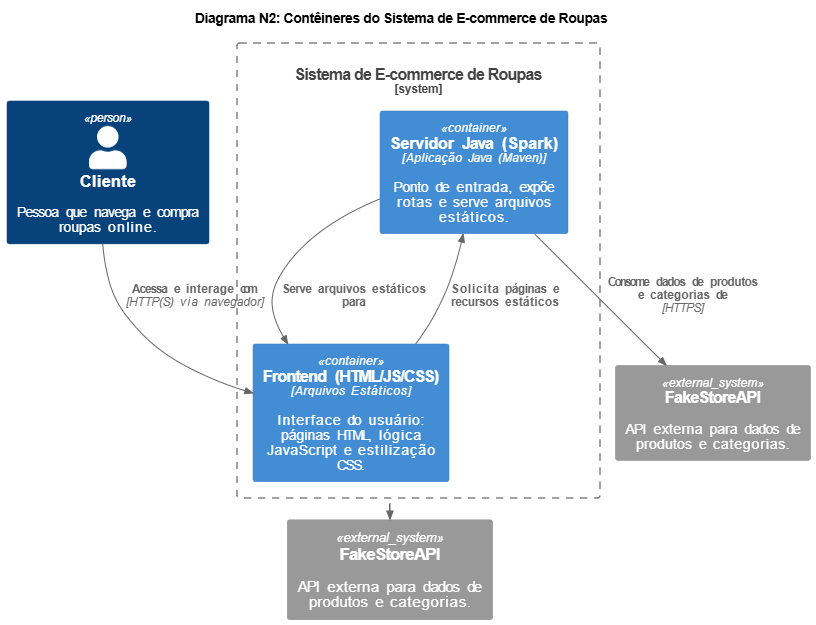 Diagrama N2: Contêineres do Sistema de E-commerce de Roupas
Sistema de E-commerce de Roupas
[system]
«person»
Cliente
Pessoa que navega e compra
roupas online.
«container»
Servidor Java (Spark)
[Aplicação Java (Maven)]
Ponto de entrada, expõe
rotas e serve arquivos
estáticos.
Acessa e interage com
[HTTP(S) via navegador]
Serve arquivos estáticos
para
Solicita páginas e
recursos estáticos
Consome dados de produtos
e categorias de
[HTTPS]
«container»
Frontend (HTML/JS/CSS)
[Arquivos Estáticos]
Interface do usuário:
páginas HTML, lógica
JavaScript e estilização
CSS.
«external_system»
FakeStoreAPI
API externa para dados de
produtos e categorias.
«external_system»
FakeStoreAPI
API externa para dados de
produtos e categorias.